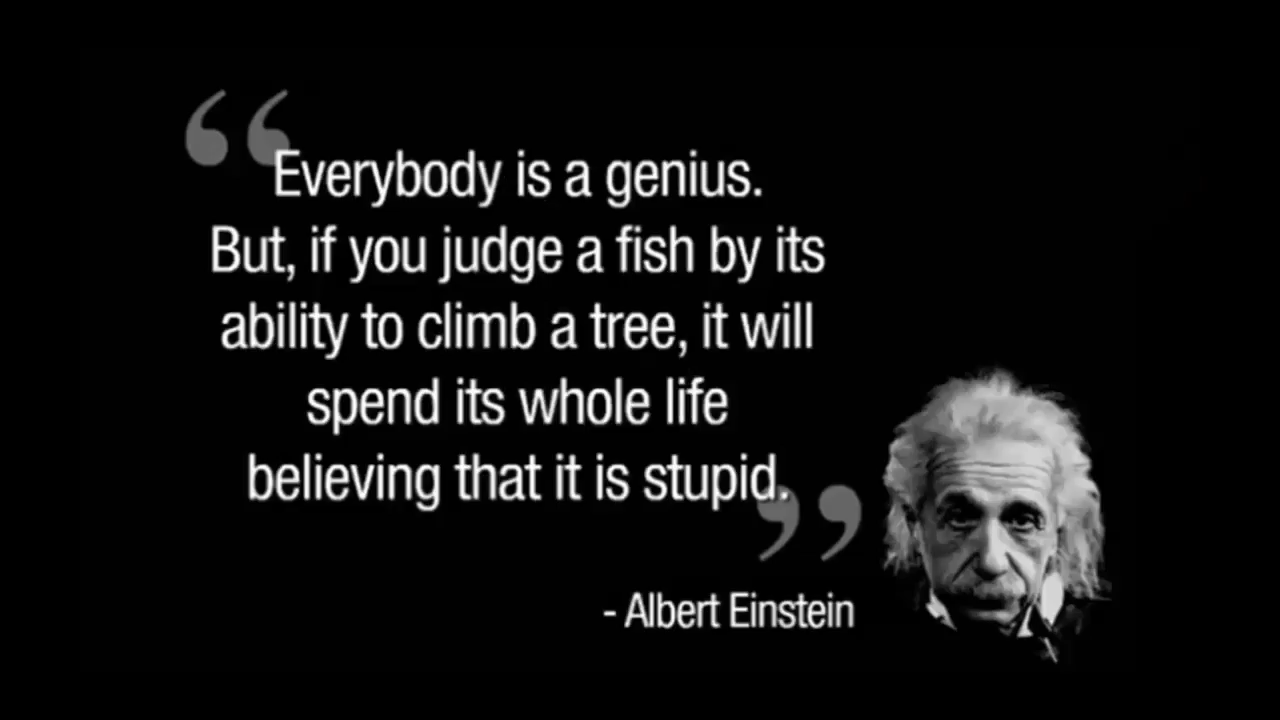 “Everybody is a genius.
But, if you judge a fish by its
ability to climb a tree, it will
spend its whole life
believing that it is stupid.”
- Albert Einstein